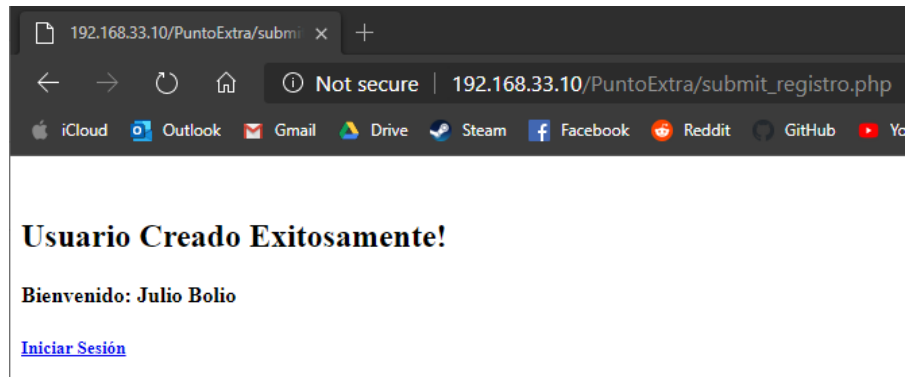 192.168.33.10/PuntoExtra/submi
Not secure | 192.168.33.10/PuntoExtra/submit_registro.php
iCloud Outlook Gmail Drive Steam Facebook Reddit GitHub Yo
Usuario Creado Exitosamente!
Bienvenido: Julio Bolio
Iniciar Sesión